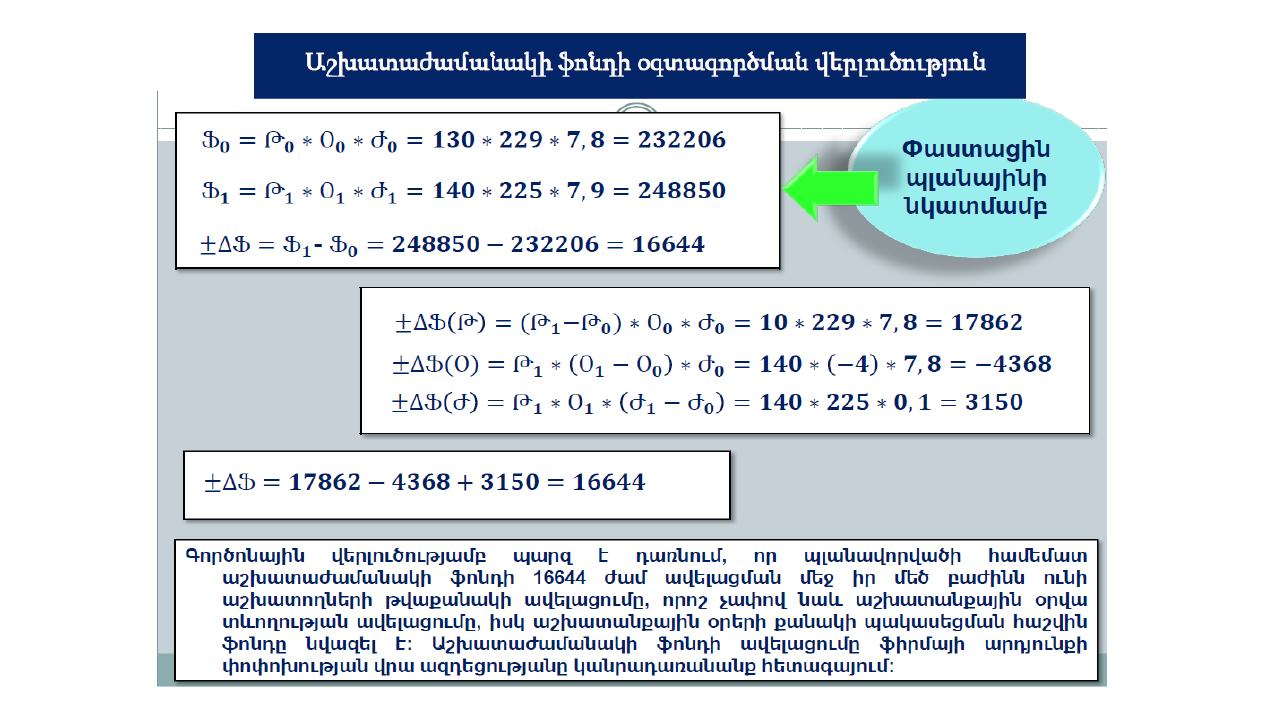 Աշխատաժամանակի ֆոնդի օգտագործման վերլուծություն
Ֆ₀ = Թ₀ ∗ Օ₀ ∗ Ժ₀ = 130 ∗ 229 ∗ 7,8 = 232206
Ֆ₁ = Թ₁ ∗ Օ₁ ∗ Ժ₁ = 140 ∗ 225 ∗ 7,9 = 248850
±ΔՖ = Ֆ₁- Ֆ₀ = 248850 − 232206 = 16644
Փաստացին
պլանայինի
նկատմամբ
±ΔՖ(Թ) = (Թ₁−Թ₀) ∗ Օ₀ ∗ Ժ₀ = 10 ∗ 229 ∗ 7,8 = 17862
±ΔՖ(Օ) = Թ₁ ∗ (Օ₁ − Օ₀) ∗ Ժ₀ = 140 ∗ (−4) ∗ 7,8 = −4368
±ΔՖ(Ժ) = Թ₁ ∗ Օ₁ ∗ (Ժ₁ − Ժ₀) = 140 ∗ 225 ∗ 0,1 = 3150
±ΔՖ = 17862 − 4368 + 3150 = 16644
Գործոնային վերլուծությամբ պարզ է դառնում, որ պլանավորվածի համեմատ
աշխատաժամանակի ֆոնդի 16644 ժամ ավելացման մեջ իր մեծ բաժինն ունի
աշխատողների թվաքանակի ավելացումը, որոշ չափով նաև աշխատանքային օրվա
տևողության ավելացումը, իսկ աշխատանքային օրերի քանակի պակասեցման հաշվին
ֆոնդը նվազել է: Աշխատաժամանակի ֆոնդի ավելացումը ֆիրմայի արդյունքի
փոփոխության վրա ազդեցությանը կանրադառանանք հետագայում: